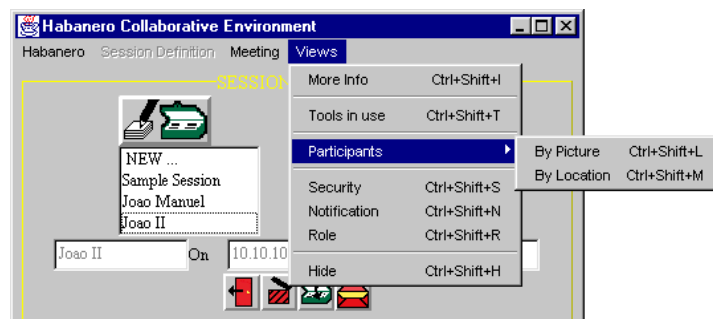 Habanero Collaborative Environment
Habanero Session Definition Meeting Views
SESSION
More Info Ctrl+Shift+I
Tools in use Ctrl+Shift+T
Participants
By Picture Ctrl+Shift+L
By Location Ctrl+Shift+M
Security Ctrl+Shift+S
Notification Ctrl+Shift+N
Role Ctrl+Shift+R
Hide Ctrl+Shift+H
NEW ...
Sample Session
Joao Manuel
Joao II
Joao II On 10.10.10